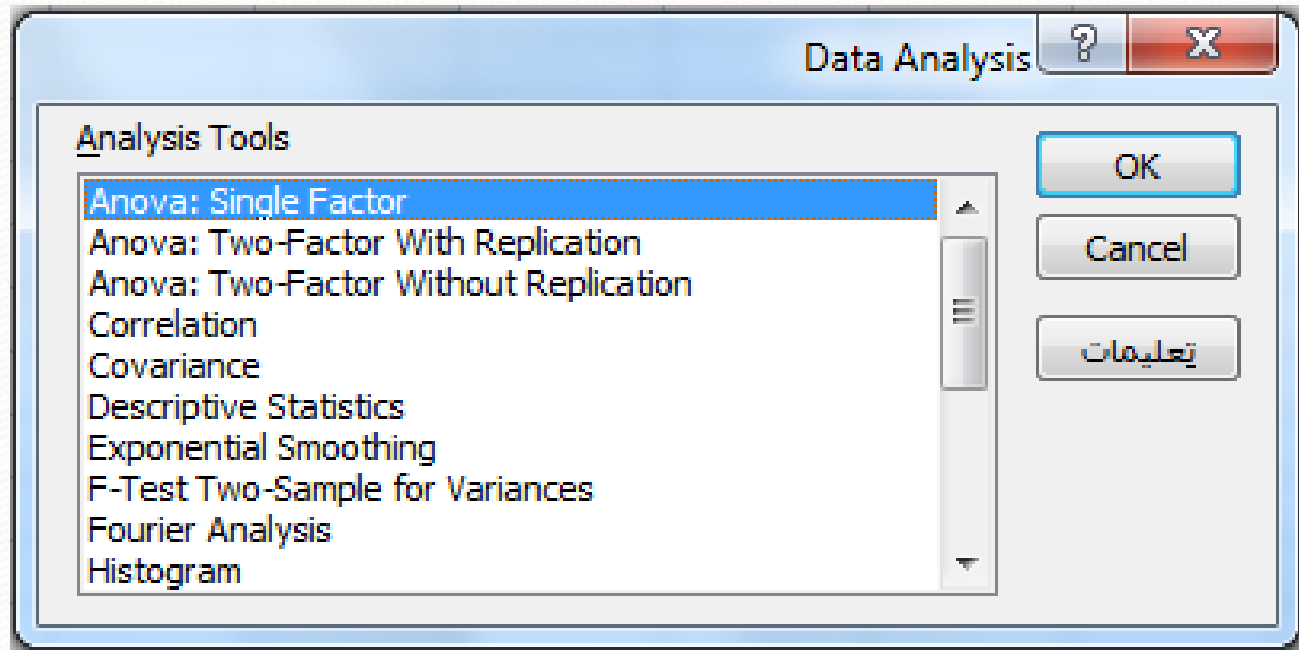 Data Analysis
Analysis Tools
Anova: Single Factor
Anova: Two-Factor With Replication
Anova: Two-Factor Without Replication
Correlation
Covariance
Descriptive Statistics
Exponential Smoothing
F-Test Two-Sample for Variances
Fourier Analysis
Histogram
OK
Cancel
تعليمات